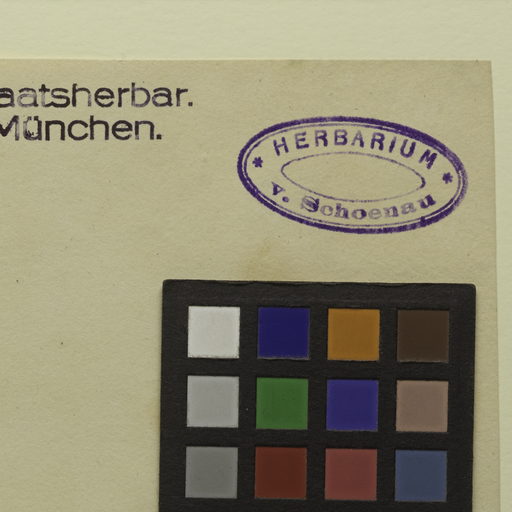 aatsherbar.
München.
* HERBARIUM *
v. Schoenau